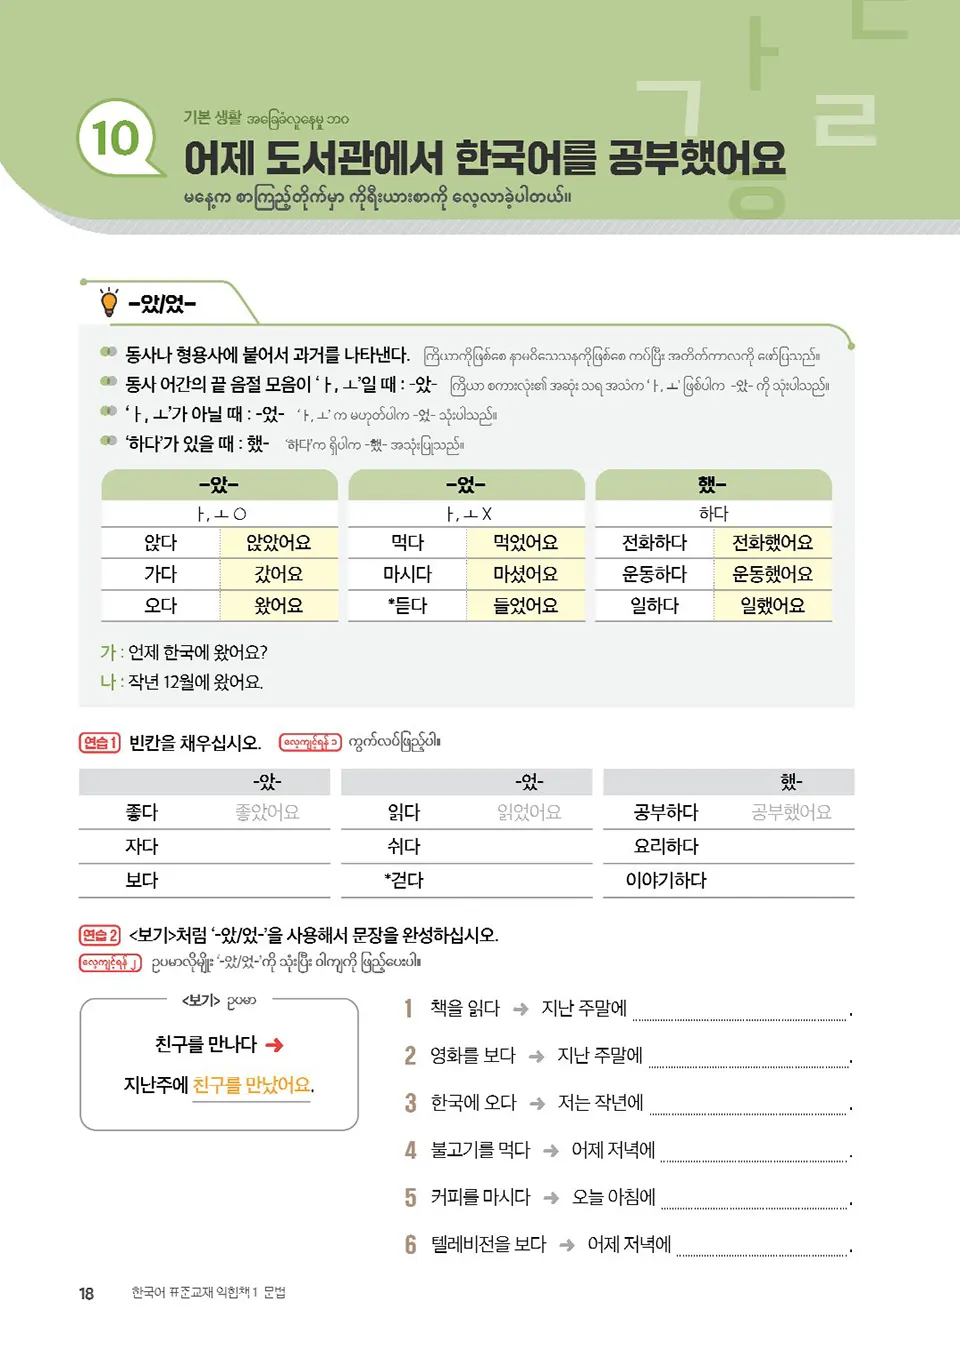 10
기본 생활 အခြေခံလူနေမှု ဘဝ
어제 도서관에서 한국어를 공부했어요
မနေ့က စာကြည့်တိုက်မှာ ကိုရီးယားစာကို လေ့လာခဲ့ပါတယ်။
ㄱ ㅏ ㄷ ㄹ ㅎ
-았/었-
동사나 형용사에 붙어서 과거를 나타낸다. ကြိယာကိုဖြစ်စေ နာမဝိသေသနကိုဖြစ်စေ ကပ်ပြီး အတိတ်ကာလကို ဖော်ပြသည်။
동사 어간의 끝 음절 모음이 ‘ㅏ, ㅗ’일 때 : -았- ကြိယာ စကားလုံး၏ အဆုံး သရ အသံက ‘ㅏ, ㅗ’ ဖြစ်ပါက -았- ကို သုံးပါသည်။
‘ㅏ, ㅗ’가 아닐 때 : -었- ‘ㅏ, ㅗ’ က မဟုတ်ပါက -었- သုံးပါသည်။
‘하다’가 있을 때 : 했- ‘하다’က ရှိပါက -했- အသုံးပြုသည်။
-았- -었- 했-
ㅏ, ㅗ O ㅏ, ㅗ X 하다
앉다 앉았어요 먹다 먹었어요 전화하다 전화했어요
가다 갔어요 마시다 마셨어요 운동하다 운동했어요
오다 왔어요 *듣다 들었어요 일하다 일했어요
가 : 언제 한국에 왔어요?
나 : 작년 12월에 왔어요.
연습 1 빈칸을 채우십시오. လေ့ကျင့်ရန် ၁ ကွက်လပ်ဖြည့်ပါ။
-았- -었- 했-
좋다 좋았어요 읽다 읽었어요 공부하다 공부했어요
자다 쉬다 요리하다
보다 *걷다 이야기하다
연습 2 <보기>처럼 ‘-았/었-’을 사용해서 문장을 완성하십시오.
လေ့ကျင့်ရန် ၂ ဥပမာလိုမျိုး ‘-았/었-’ကို သုံးပြီး ဝါကျကို ဖြည့်ပေးပါ။
<보기> ဥပမာ
친구를 만나다 ➜
지난주에 친구를 만났어요.
1 책을 읽다 ➜ 지난 주말에 .
2 영화를 보다 ➜ 지난 주말에 .
3 한국에 오다 ➜ 저는 작년에 .
4 불고기를 먹다 ➜ 어제 저녁에 .
5 커피를 마시다 ➜ 오늘 아침에 .
6 텔레비전을 보다 ➜ 어제 저녁에 .
18 한국어 표준교재 익힘책 1 문법